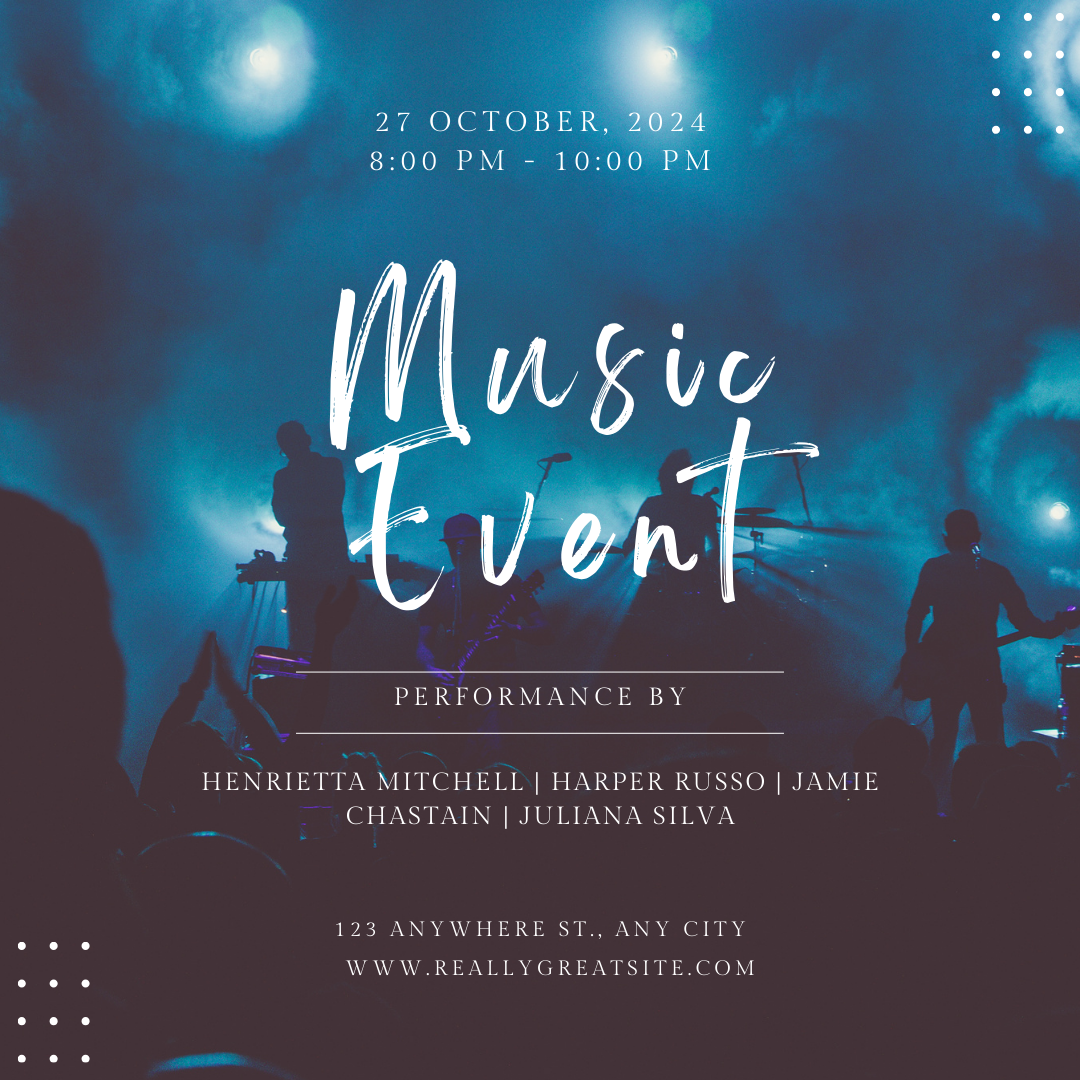 27 OCTOBER, 2024
8:00 PM - 10:00 PM
Music
Event
PERFORMANCE BY
HENRIETTA MITCHELL | HARPER RUSSO | JAMIE
CHASTAIN | JULIANA SILVA
123 ANYWHERE ST., ANY CITY
WWW.REALLYGREATSITE.COM